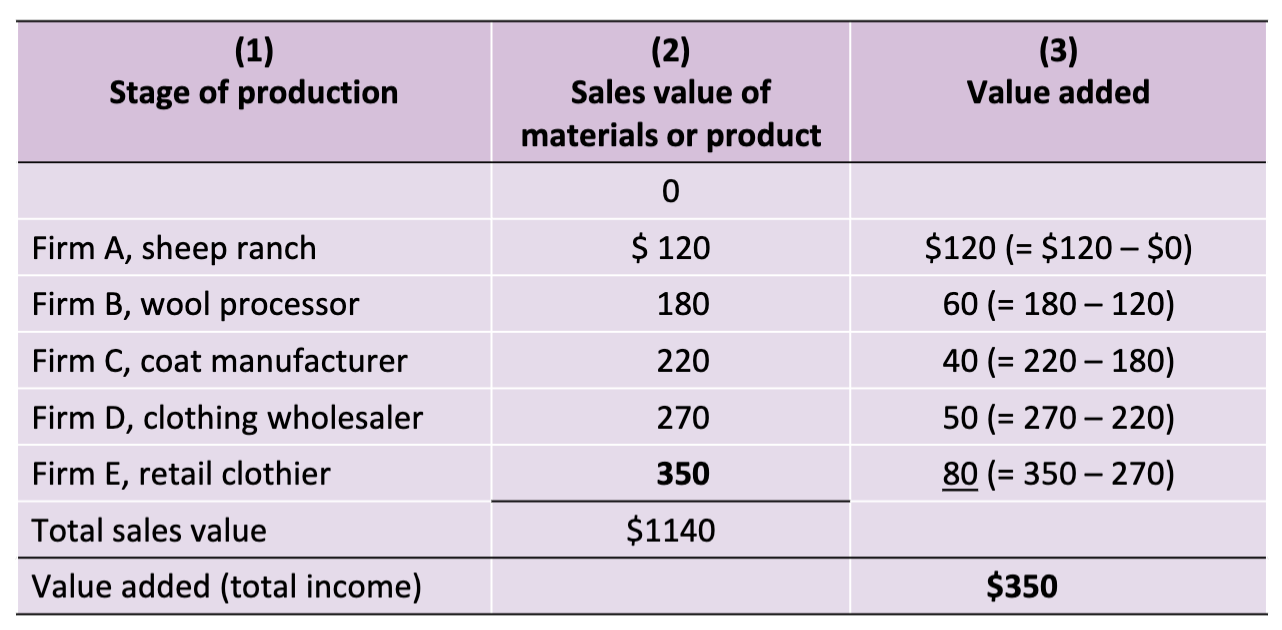 (1) (2) (3)
Stage of production Sales value of Value added
materials or product
0
Firm A, sheep ranch $ 120 $120 (= $120 – $0)
Firm B, wool processor 180 60 (= 180 – 120)
Firm C, coat manufacturer 220 40 (= 220 – 180)
Firm D, clothing wholesaler 270 50 (= 270 – 220)
Firm E, retail clothier 350 80 (= 350 – 270)
Total sales value $1140
Value added (total income) $350